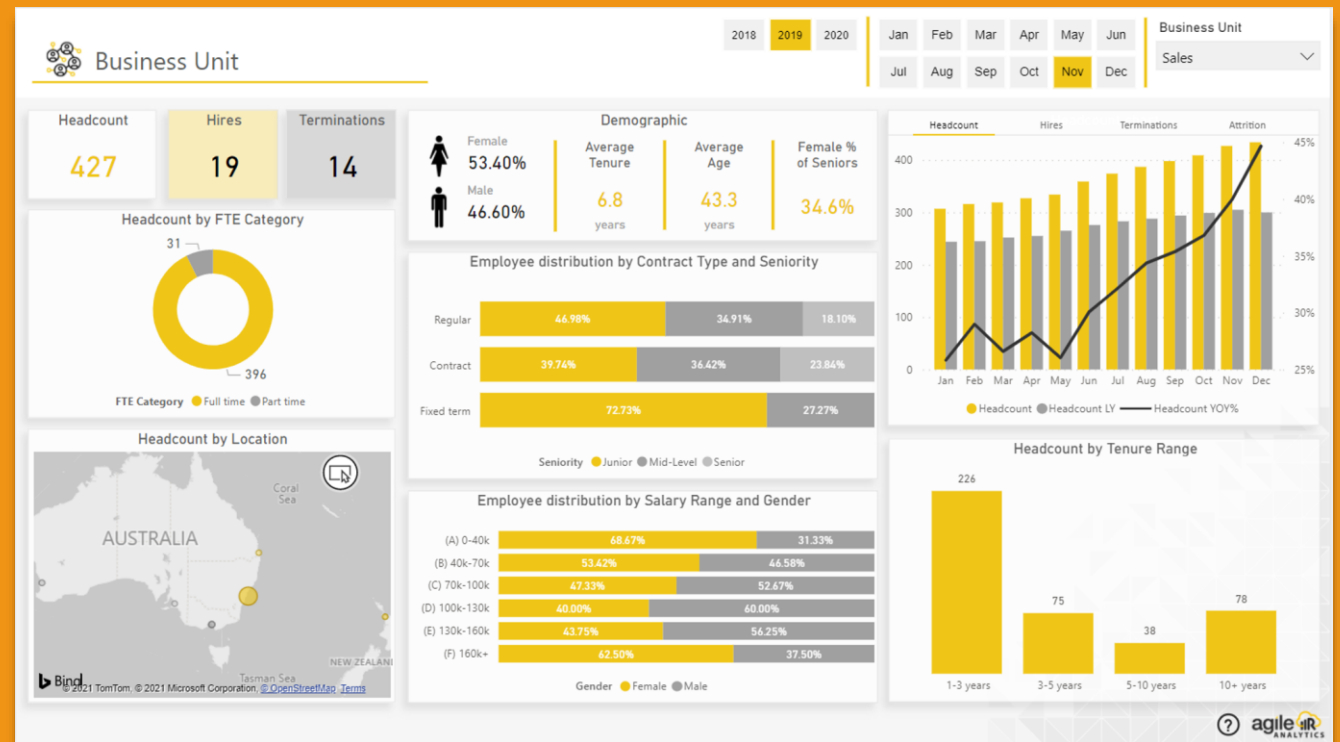 Business Unit
2018 2019 2020
Jan Feb Mar Apr May Jun
Jul Aug Sep Oct Nov Dec
Business Unit
Sales
Headcount
427
Hires
19
Terminations
14
Headcount by FTE Category
31
396
FTE Category Full time Part time
Headcount by Location
Coral
Sea
AUSTRALIA
NEW ZEALAN
Tasman Sea
Bing
© 2021 TomTom, © 2021 Microsoft Corporation, © OpenStreetMap Terms
Demographic
Female
53.40%
Male
46.60%
Average
Tenure
6.8
years
Average
Age
43.3
years
Female %
of Seniors
34.6%
Employee distribution by Contract Type and Seniority
Regular 46.98% 34.91% 18.10%
Contract 39.74% 36.42% 23.84%
Fixed term 72.73% 27.27%
Seniority Junior Mid-Level Senior
Employee distribution by Salary Range and Gender
(A) 0-40k 68.67% 31.33%
(B) 40k-70k 53.42% 46.58%
(C) 70k-100k 47.33% 52.67%
(D) 100k-130k 40.00% 60.00%
(E) 130k-160k 43.75% 56.25%
(F) 160k+ 62.50% 37.50%
Gender Female Male
Headcount Hires Terminations Attrition
400
300
200
100
0
45%
40%
35%
30%
25%
Jan Feb Mar Apr May Jun Jul Aug Sep Oct Nov Dec
Headcount Headcount LY Headcount YOY%
Headcount by Tenure Range
226
75
38
78
1-3 years 3-5 years 5-10 years 10+ years
? agile HR
ANALYTICS